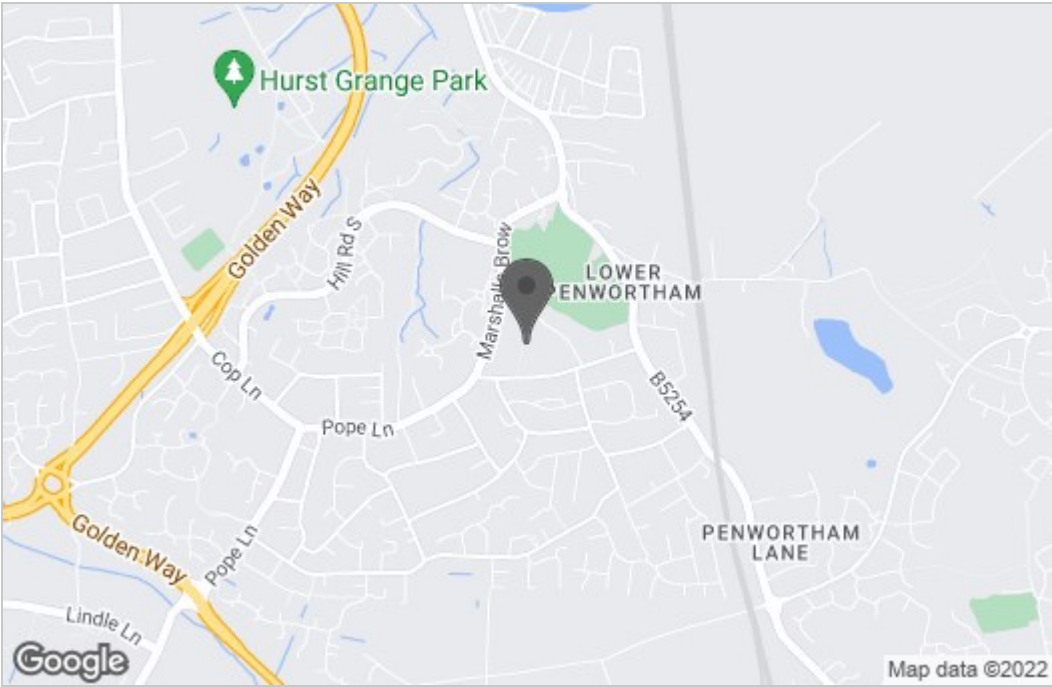 Hurst Grange Park
Golden Way
Hill Rd S
Marshalls Brow
LOWER
PENWORTHAM
Cop Ln
B5254
Pope Ln
PENWORTHAM
LANE
Golden Way
Pope Ln
Lindle Ln
Google
Map data ©2022